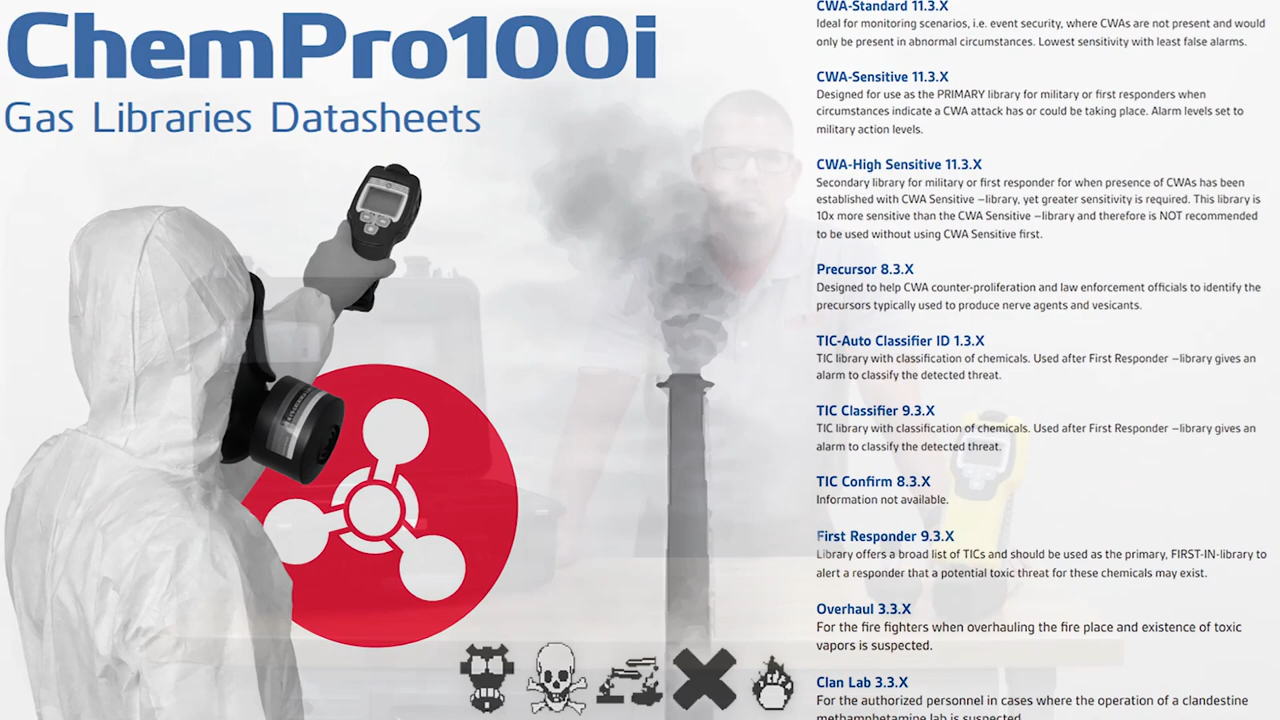 ChemPro100i
Gas Libraries Datasheets
CWA-Standard 11.3.X
Ideal for monitoring scenarios, i.e. event security, where CWAs are not present and would
only be present in abnormal circumstances. Lowest sensitivity with least false alarms.
CWA-Sensitive 11.3.X
Designed for use as the PRIMARY library for military or first responders when
circumstances indicate a CWA attack has or could be taking place. Alarm levels set to
military action levels.
CWA-High Sensitive 11.3.X
Secondary library for military or first responder for when presence of CWAs has been
established with CWA Sensitive –library, yet greater sensitivity is required. This library is
10x more sensitive than the CWA Sensitive –library and therefore is NOT recommended
to be used without using CWA Sensitive first.
Precursor 8.3.X
Designed to help CWA counter-proliferation and law enforcement officials to identify the
precursors typically used to produce nerve agents and vesicants.
TIC-Auto Classifier ID 1.3.X
TIC library with classification of chemicals. Used after First Responder –library gives an
alarm to classify the detected threat.
TIC Classifier 9.3.X
TIC library with classification of chemicals. Used after First Responder –library gives an
alarm to classify the detected threat.
TIC Confirm 8.3.X
Information not available.
First Responder 9.3.X
Library offers a broad list of TICs and should be used as the primary, FIRST-IN-library to
alert a responder that a potential toxic threat for these chemicals may exist.
Overhaul 3.3.X
For the fire fighters when overhauling the fire place and existence of toxic
vapors is suspected.
Clan Lab 3.3.X
For the authorized personnel in cases where the operation of a clandestine
methamphetamine lab is suspected